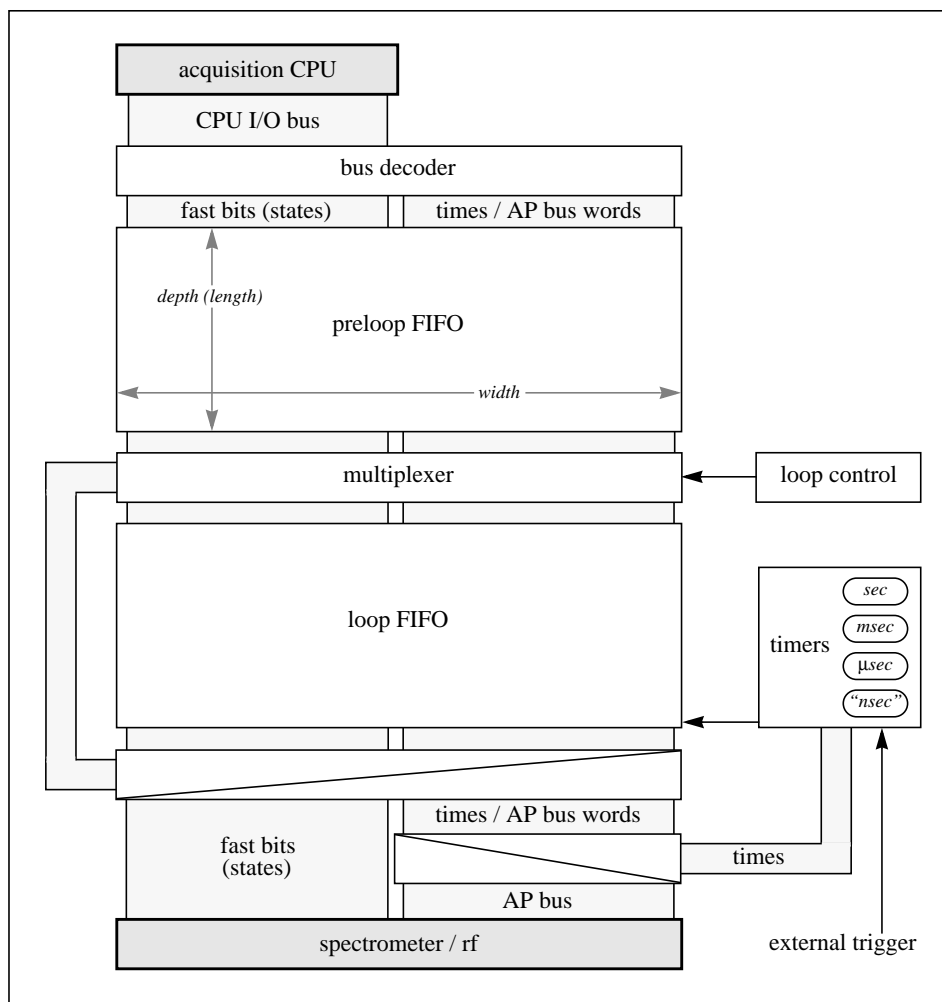 acquisition CPU
CPU I/O bus
bus decoder
fast bits (states)
times / AP bus words
depth (length)
preloop FIFO
width
multiplexer
loop control
loop FIFO
timers
sec
msec
μsec
“nsec”
times / AP bus words
fast bits
(states)
times
AP bus
spectrometer / rf
external trigger